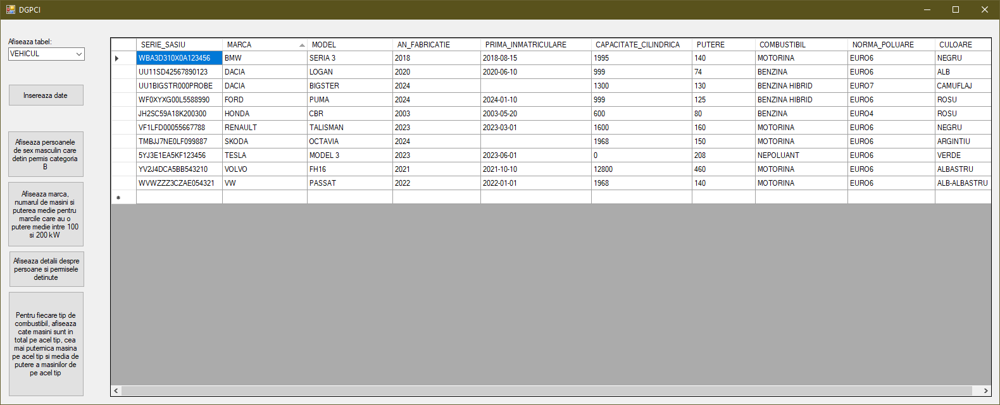 DGPCI
Afiseaza tabel:
VEHICUL
Insereaza date
Afiseaza persoanele
de sex masculin care
detin permis categoria
B
Afiseaza marca,
numarul de masini si
puterea medie pentru
marcile care au o
putere medie intre 100
si 200 kW
Afiseaza detalii despre
persoane si permisele
detinute
Pentru fiecare tip de
combustibil, afiseaza
cate masini sunt in
total pe acel tip, cea
mai puternica masina
pe acel tip si media de
putere a masinilor de
pe acel tip
SERIE_SASIU MARCA MODEL AN_FABRICATIE PRIMA_INMATRICULARE CAPACITATE_CILINDRICA PUTERE COMBUSTIBIL NORMA_POLUARE CULOARE
WBA3D310X0A123456 BMW SERIA 3 2018 2018-08-15 1995 140 MOTORINA EURO6 NEGRU
UU11SD42567890123 DACIA LOGAN 2020 2020-06-10 999 74 BENZINA EURO6 ALB
UU1BIGSTR000PROBE DACIA BIGSTER 2024 1300 130 BENZINA HIBRID EURO7 CAMUFLAJ
WF0XYXG00L5588990 FORD PUMA 2024 2024-01-10 999 125 BENZINA HIBRID EURO6 ROSU
JH2SC59A18K200300 HONDA CBR 2003 2003-05-20 600 80 BENZINA EURO4 ROSU
VF1LFD00055667788 RENAULT TALISMAN 2023 2023-03-01 1600 160 MOTORINA EURO6 NEGRU
TMBJJ7NE0LF099887 SKODA OCTAVIA 2024 1968 150 MOTORINA EURO6 ARGINTIU
5YJ3E1EA5KF123456 TESLA MODEL 3 2023 2023-06-01 0 208 NEPOLUANT EURO6 VERDE
YV2J4DCA5BB543210 VOLVO FH16 2021 2021-10-10 12800 460 MOTORINA EURO6 ALBASTRU
WVWZZZ3CZAE054321 VW PASSAT 2022 2022-01-01 1968 140 MOTORINA EURO6 ALB-ALBASTRU